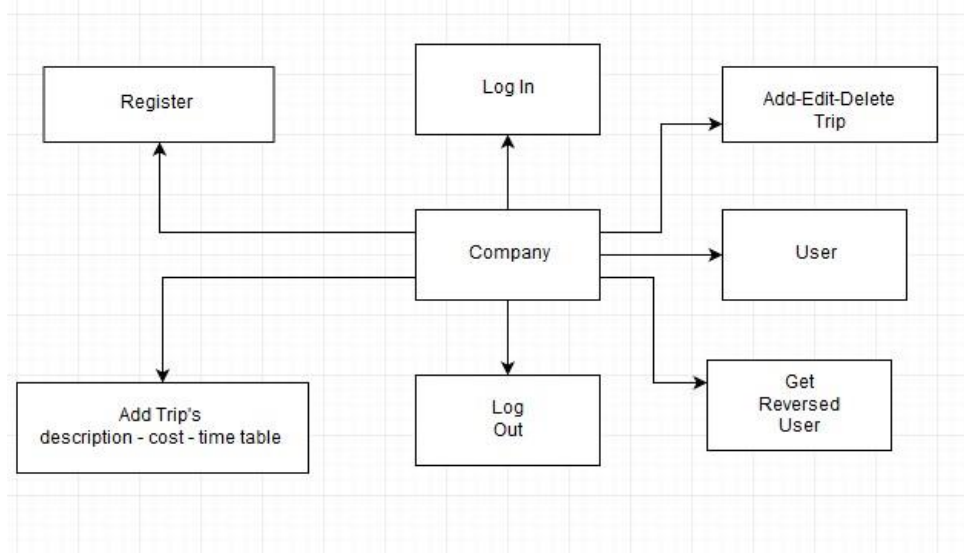 Register
Log In
Add-Edit-Delete
Trip
Company
User
Add Trip's
description - cost - time table
Log
Out
Get
Reversed
User